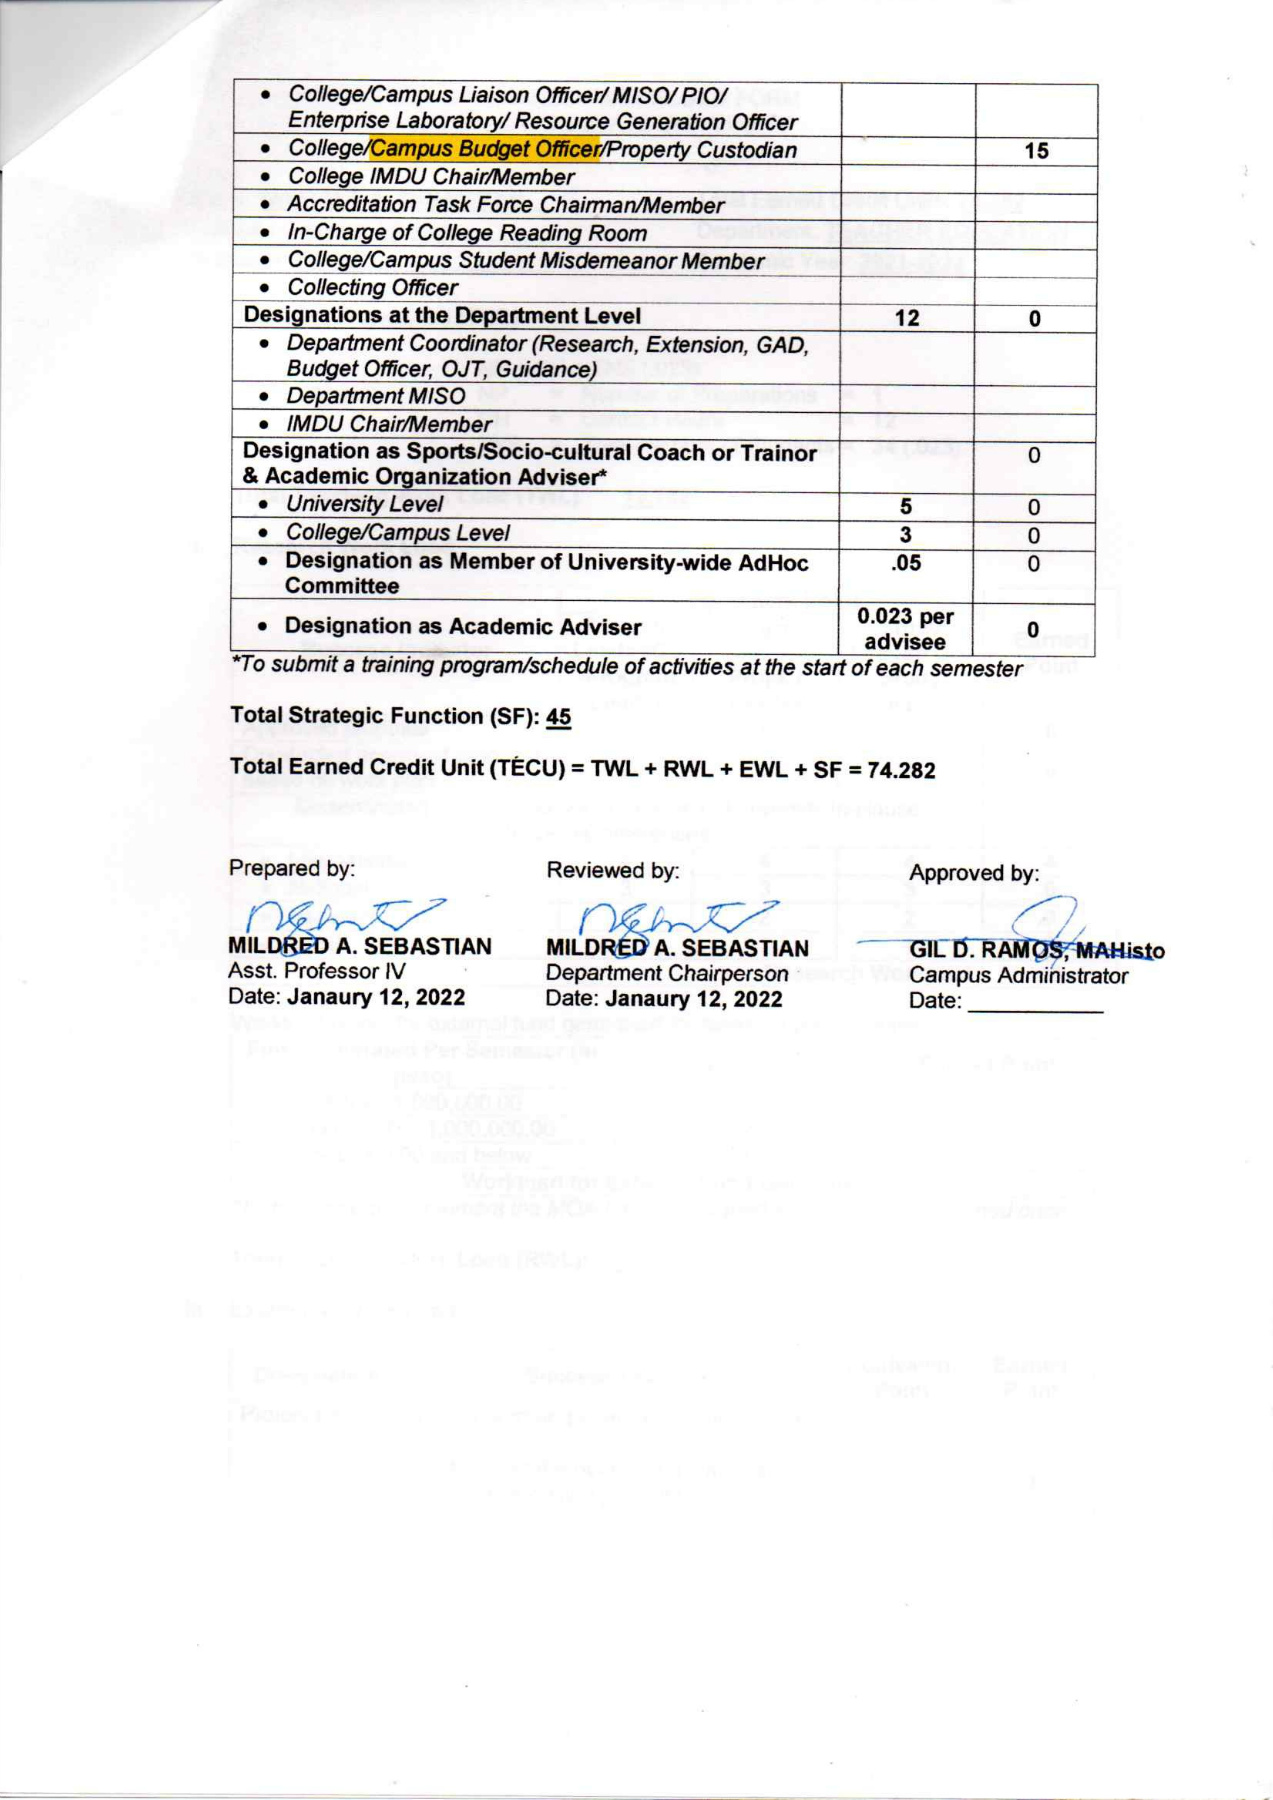 • College/Campus Liaison Officer/ MISO/ PIO/
Enterprise Laboratory/ Resource Generation Officer
• College/Campus Budget Officer/Property Custodian 15
• College IMDU Chair/Member
• Accreditation Task Force Chairman/Member
• In-Charge of College Reading Room
• College/Campus Student Misdemeanor Member
• Collecting Officer
Designations at the Department Level 12 0
• Department Coordinator (Research, Extension, GAD,
Budget Officer, OJT, Guidance)
• Department MISO
• IMDU Chair/Member
Designation as Sports/Socio-cultural Coach or Trainor 0
& Academic Organization Adviser*
• University Level 5 0
• College/Campus Level 3 0
• Designation as Member of University-wide AdHoc .05 0
Committee
• Designation as Academic Adviser 0.023 per 0
advisee
*To submit a training program/schedule of activities at the start of each semester
Total Strategic Function (SF): 45
Total Earned Credit Unit (TECU) = TWL + RWL + EWL + SF = 74.282
Prepared by: Reviewed by: Approved by:
MILDRED A. SEBASTIAN MILDRED A. SEBASTIAN GIL D. RAMOS, MAHisto
Asst. Professor IV Department Chairperson Campus Administrator
Date: Janaury 12, 2022 Date: Janaury 12, 2022 Date: ____________